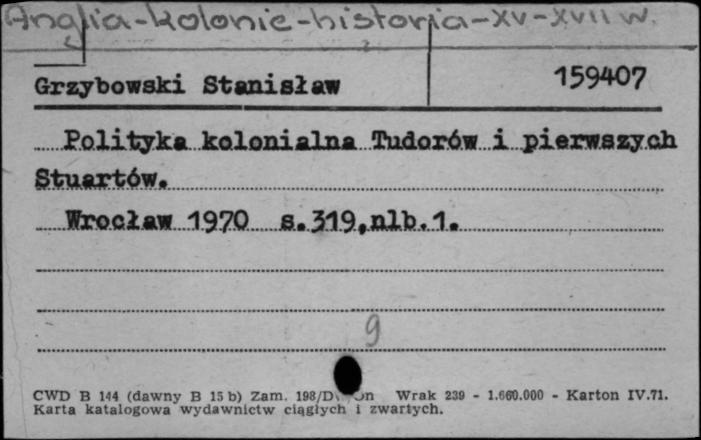 Anglia-kolonie-historia-XV-XVII w.
Grzybowski Stanisław 159407
Polityka kolonialna Tudorów i pierwszych
Stuartów.
Wrocław 1970 s.319,nlb.1.
9
CWD B 144 (dawny B 15 b) Zam. 198/D Wrak 239 - 1.660.000 - Karton IV.71.
Karta katalogowa wydawnictw ciągłych i zwartych.